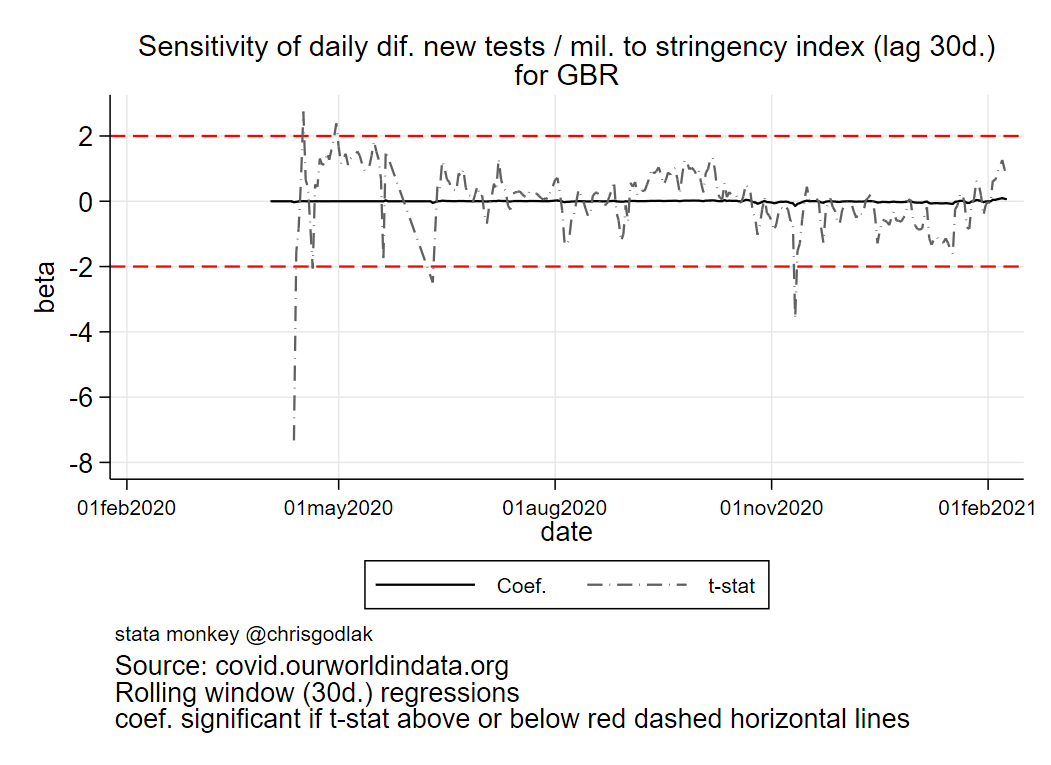 Sensitivity of daily dif. new tests / mil. to stringency index (lag 30d.)
for GBR
beta
2
0
-2
-4
-6
-8
01feb2020 01may2020 01aug2020 01nov2020 01feb2021
date
Coef. t-stat
stata monkey @chrisgodlak
Source: covid.ourworldindata.org
Rolling window (30d.) regressions
coef. significant if t-stat above or below red dashed horizontal lines